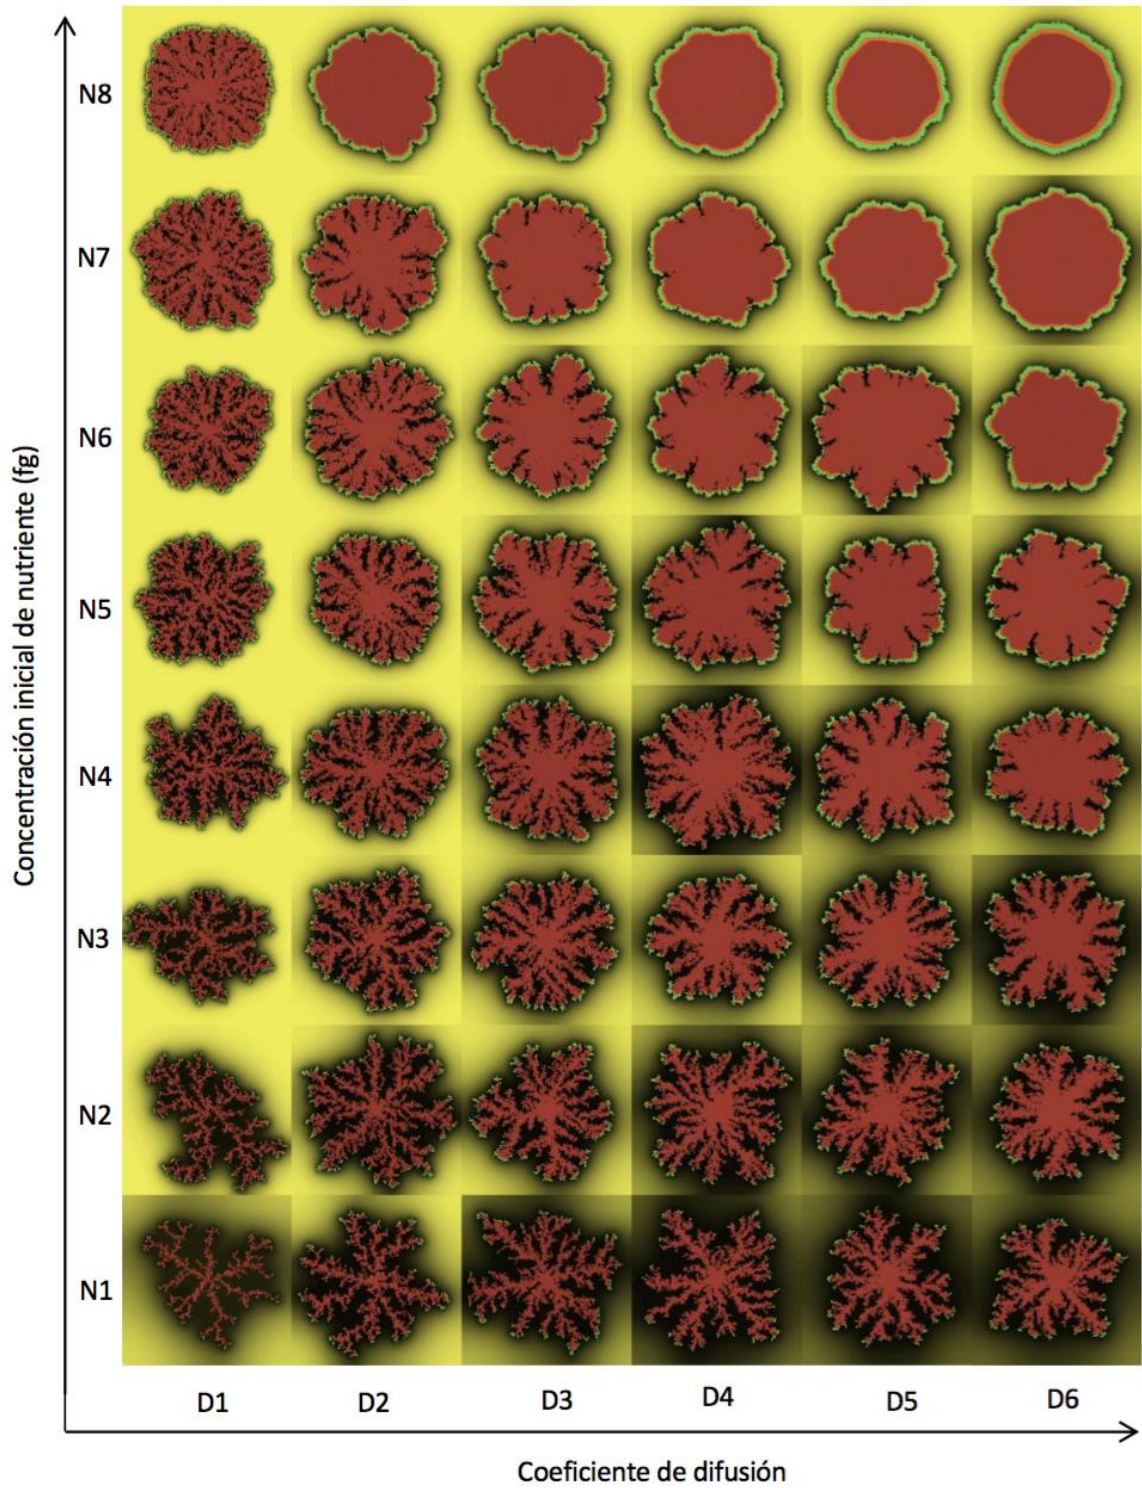 N8
N7
N6
N5
N4
N3
N2
N1
Concentración inicial de nutriente (fg)
D1 D2 D3 D4 D5 D6
Coeficiente de difusión